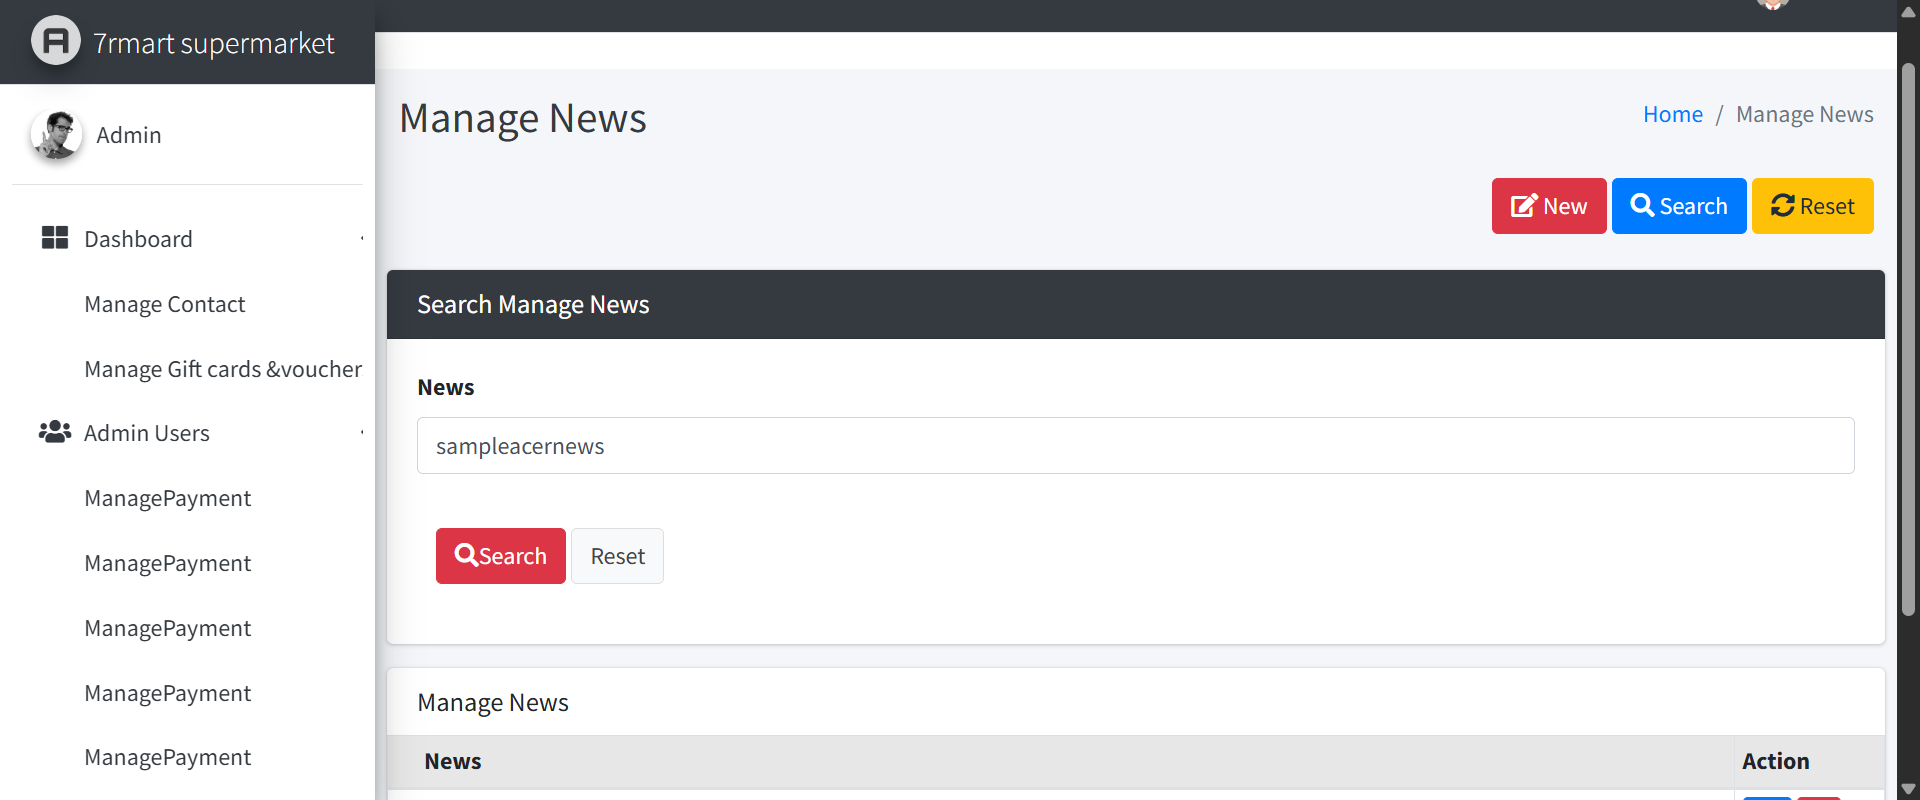 7rmart supermarket
Admin
Dashboard
Manage Contact
Manage Gift cards &voucher
Admin Users
ManagePayment
ManagePayment
ManagePayment
ManagePayment
ManagePayment
Manage News
Home / Manage News
New
Search
Reset
Search Manage News
News
sampleacernews
Search
Reset
Manage News
News
Action